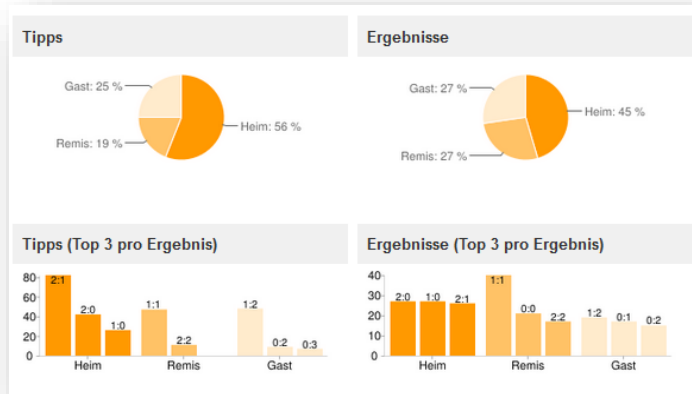 Tipps
Gast: 25 %
Heim: 56 %
Remis: 19 %
Ergebnisse
Gast: 27 %
Heim: 45 %
Remis: 27 %
Tipps (Top 3 pro Ergebnis)
80
60
40
20
0
2:1
2:0
1:0
1:1
2:2
1:2
0:2
0:3
Heim
Remis
Gast
Ergebnisse (Top 3 pro Ergebnis)
40
30
20
10
0
2:0
1:0
2:1
1:1
0:0
2:2
1:2
0:1
0:2
Heim
Remis
Gast